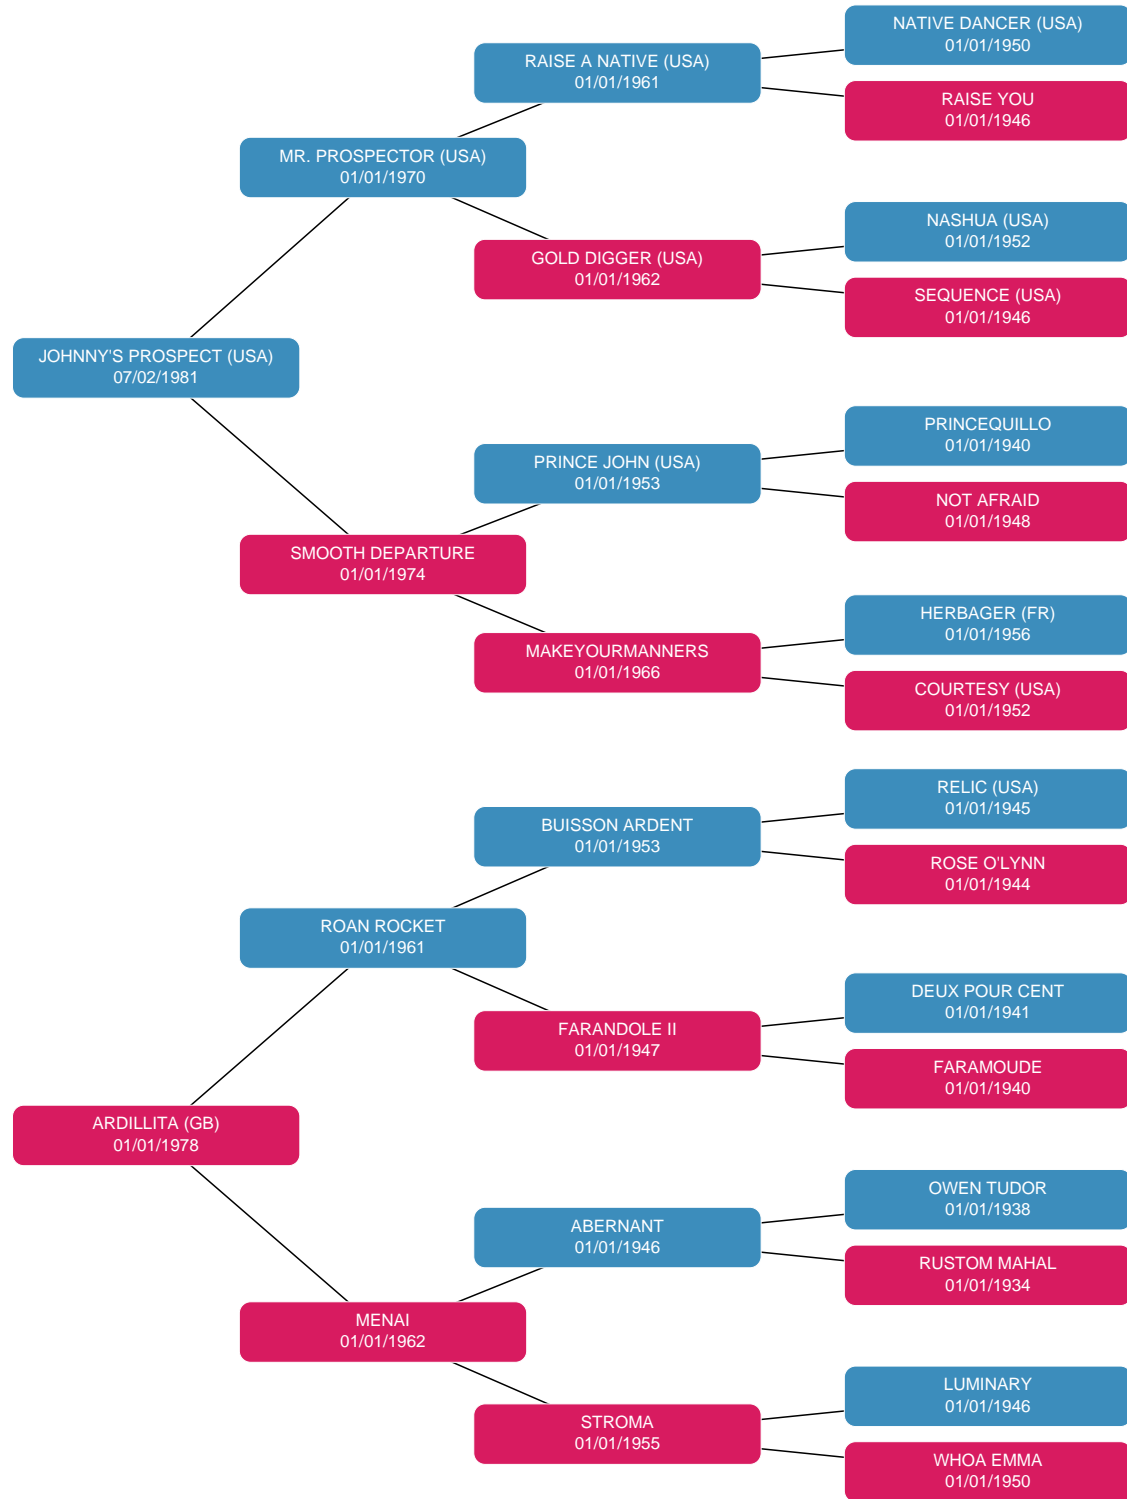 NATIVE DANCER (USA)
01/01/1950
RAISE A NATIVE (USA)
01/01/1961
RAISE YOU
01/01/1946
MR. PROSPECTOR (USA)
01/01/1970
NASHUA (USA)
01/01/1952
GOLD DIGGER (USA)
01/01/1962
SEQUENCE (USA)
01/01/1946
JOHNNY'S PROSPECT (USA)
07/02/1981
PRINCEQUILLO
01/01/1940
PRINCE JOHN (USA)
01/01/1953
NOT AFRAID
01/01/1948
SMOOTH DEPARTURE
01/01/1974
HERBAGER (FR)
01/01/1956
MAKEYOURMANNERS
01/01/1966
COURTESY (USA)
01/01/1952
RELIC (USA)
01/01/1945
BUISSON ARDENT
01/01/1953
ROSE O'LYNN
01/01/1944
ROAN ROCKET
01/01/1961
DEUX POUR CENT
01/01/1941
FARANDOLE II
01/01/1947
FARAMOUDE
01/01/1940
ARDILLITA (GB)
01/01/1978
OWEN TUDOR
01/01/1938
ABERNANT
01/01/1946
RUSTOM MAHAL
01/01/1934
MENAI
01/01/1962
LUMINARY
01/01/1946
STROMA
01/01/1955
WHOA EMMA
01/01/1950